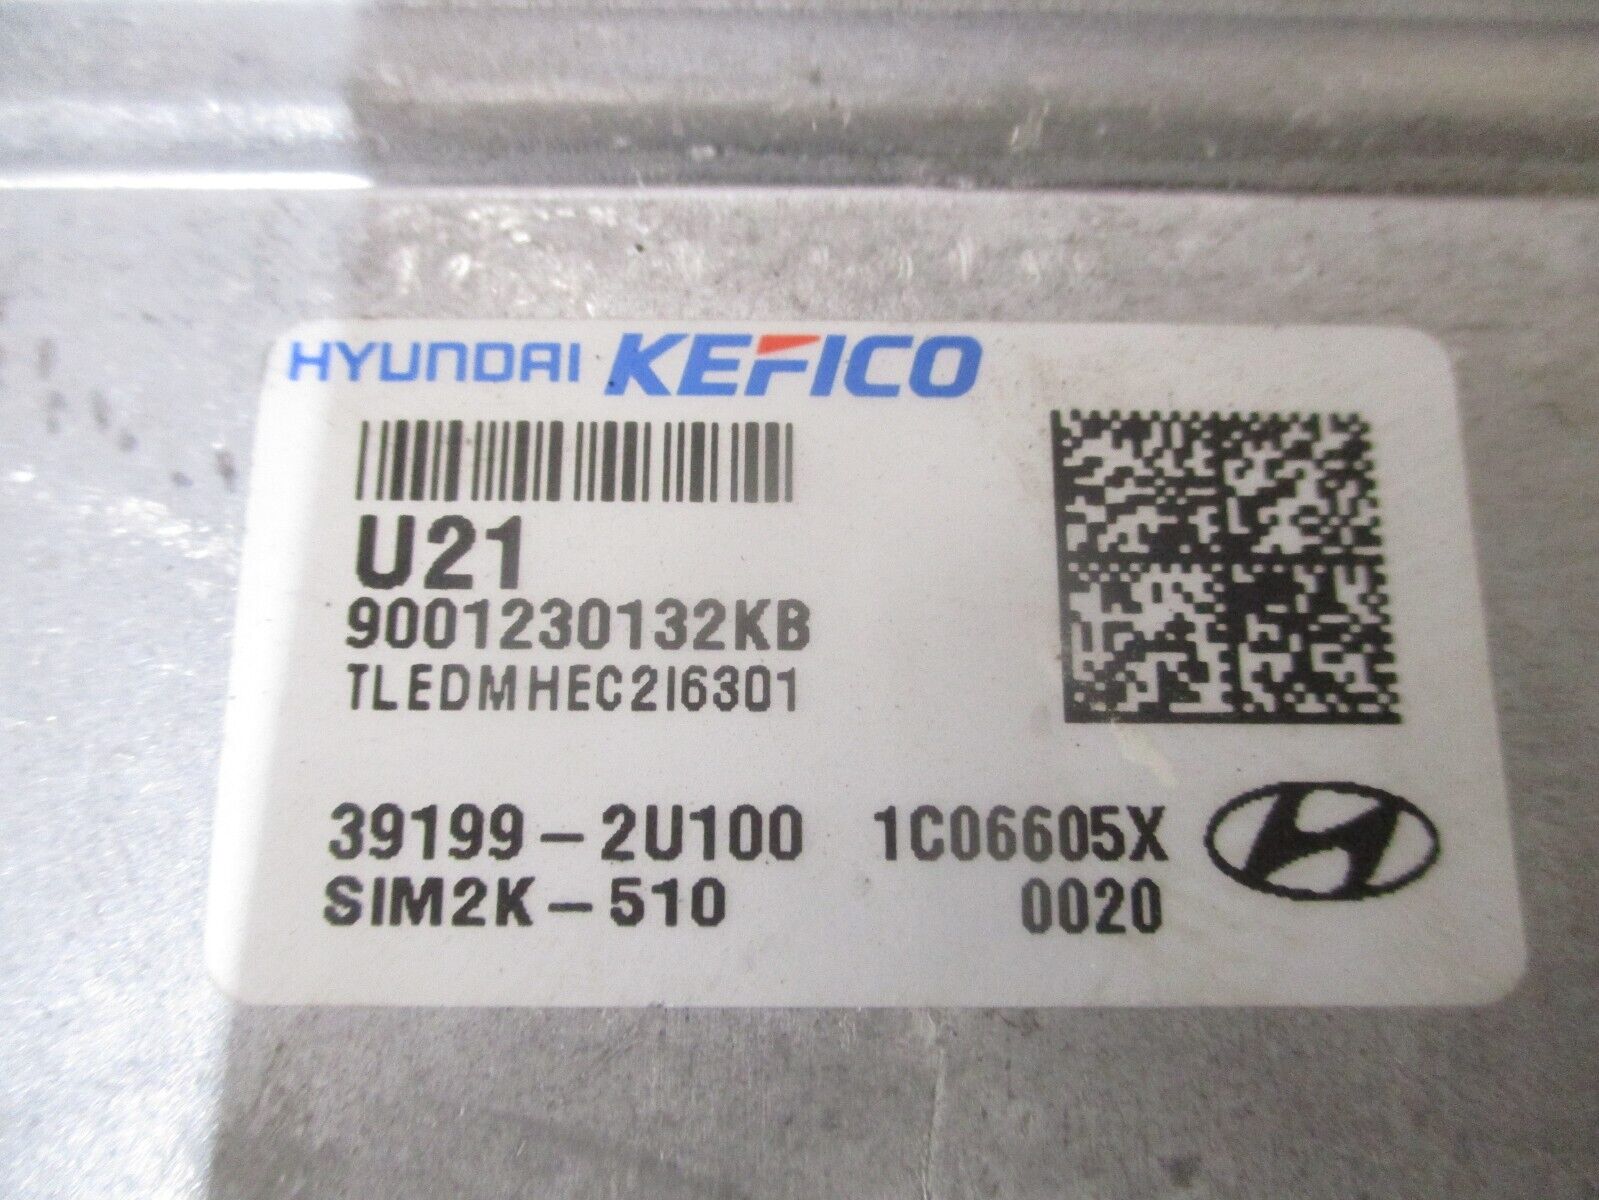 HYUNDAI KEFICO
U21
9001230132KB
TLEDMHEC2I6301
39199-2U100 1C06605X
SIM2K-510 0020